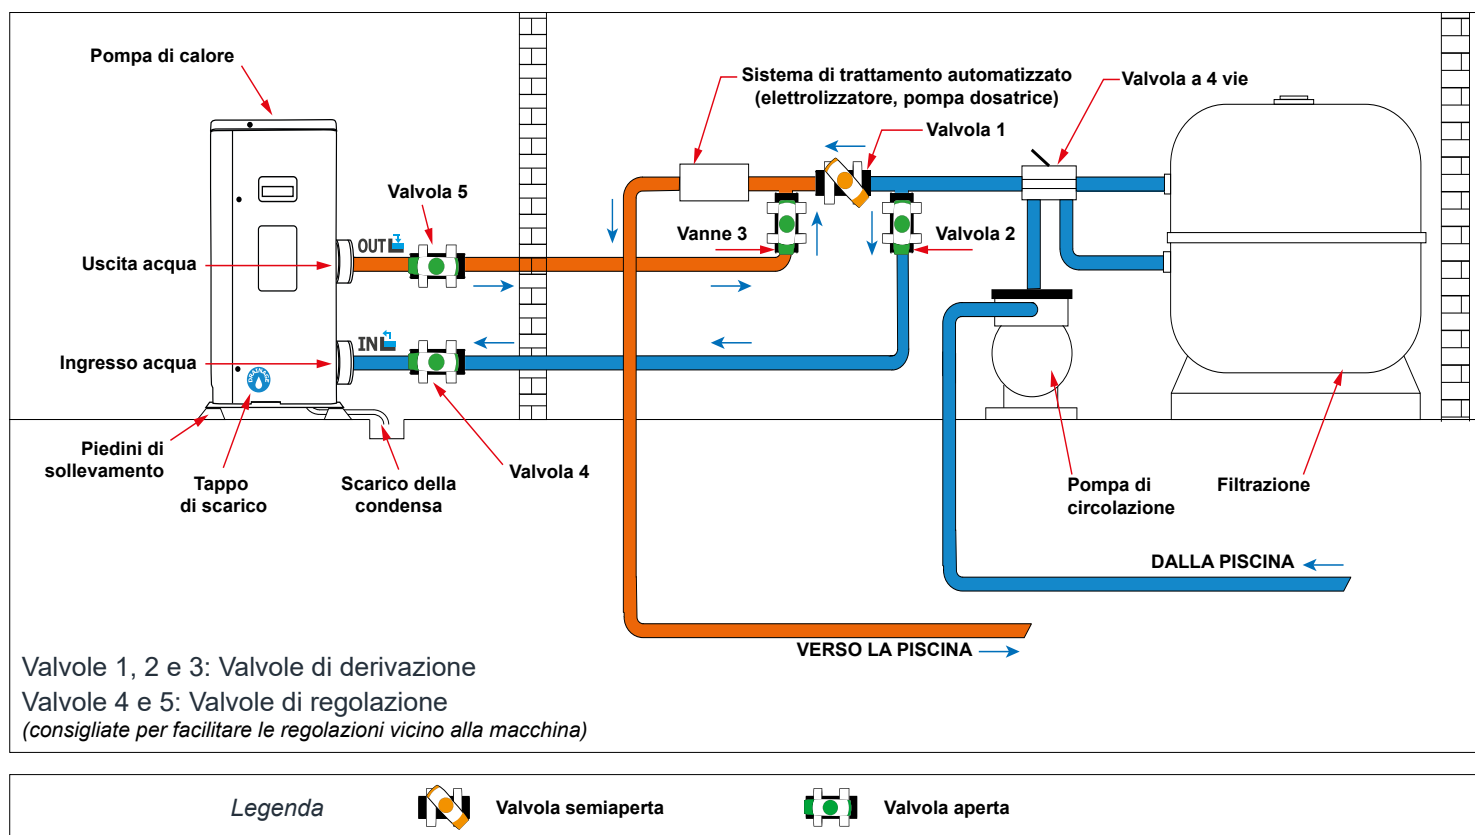 Pompa di calore
Sistema di trattamento automatizzato
(elettrolizzatore, pompa dosatrice)
Valvola a 4 vie
Valvola 1
Valvola 5
Vanne 3
Valvola 2
OUT
Uscita acqua
IN
Ingresso acqua
DRAINAGE
Piedini di
sollevamento
Tappo
di scarico
Scarico della
condensa
Valvola 4
Pompa di
circolazione
Filtrazione
DALLA PISCINA
VERSO LA PISCINA
Valvole 1, 2 e 3: Valvole di derivazione
Valvole 4 e 5: Valvole di regolazione
(consigliate per facilitare le regolazioni vicino alla macchina)
Legenda
Valvola semiaperta
Valvola aperta